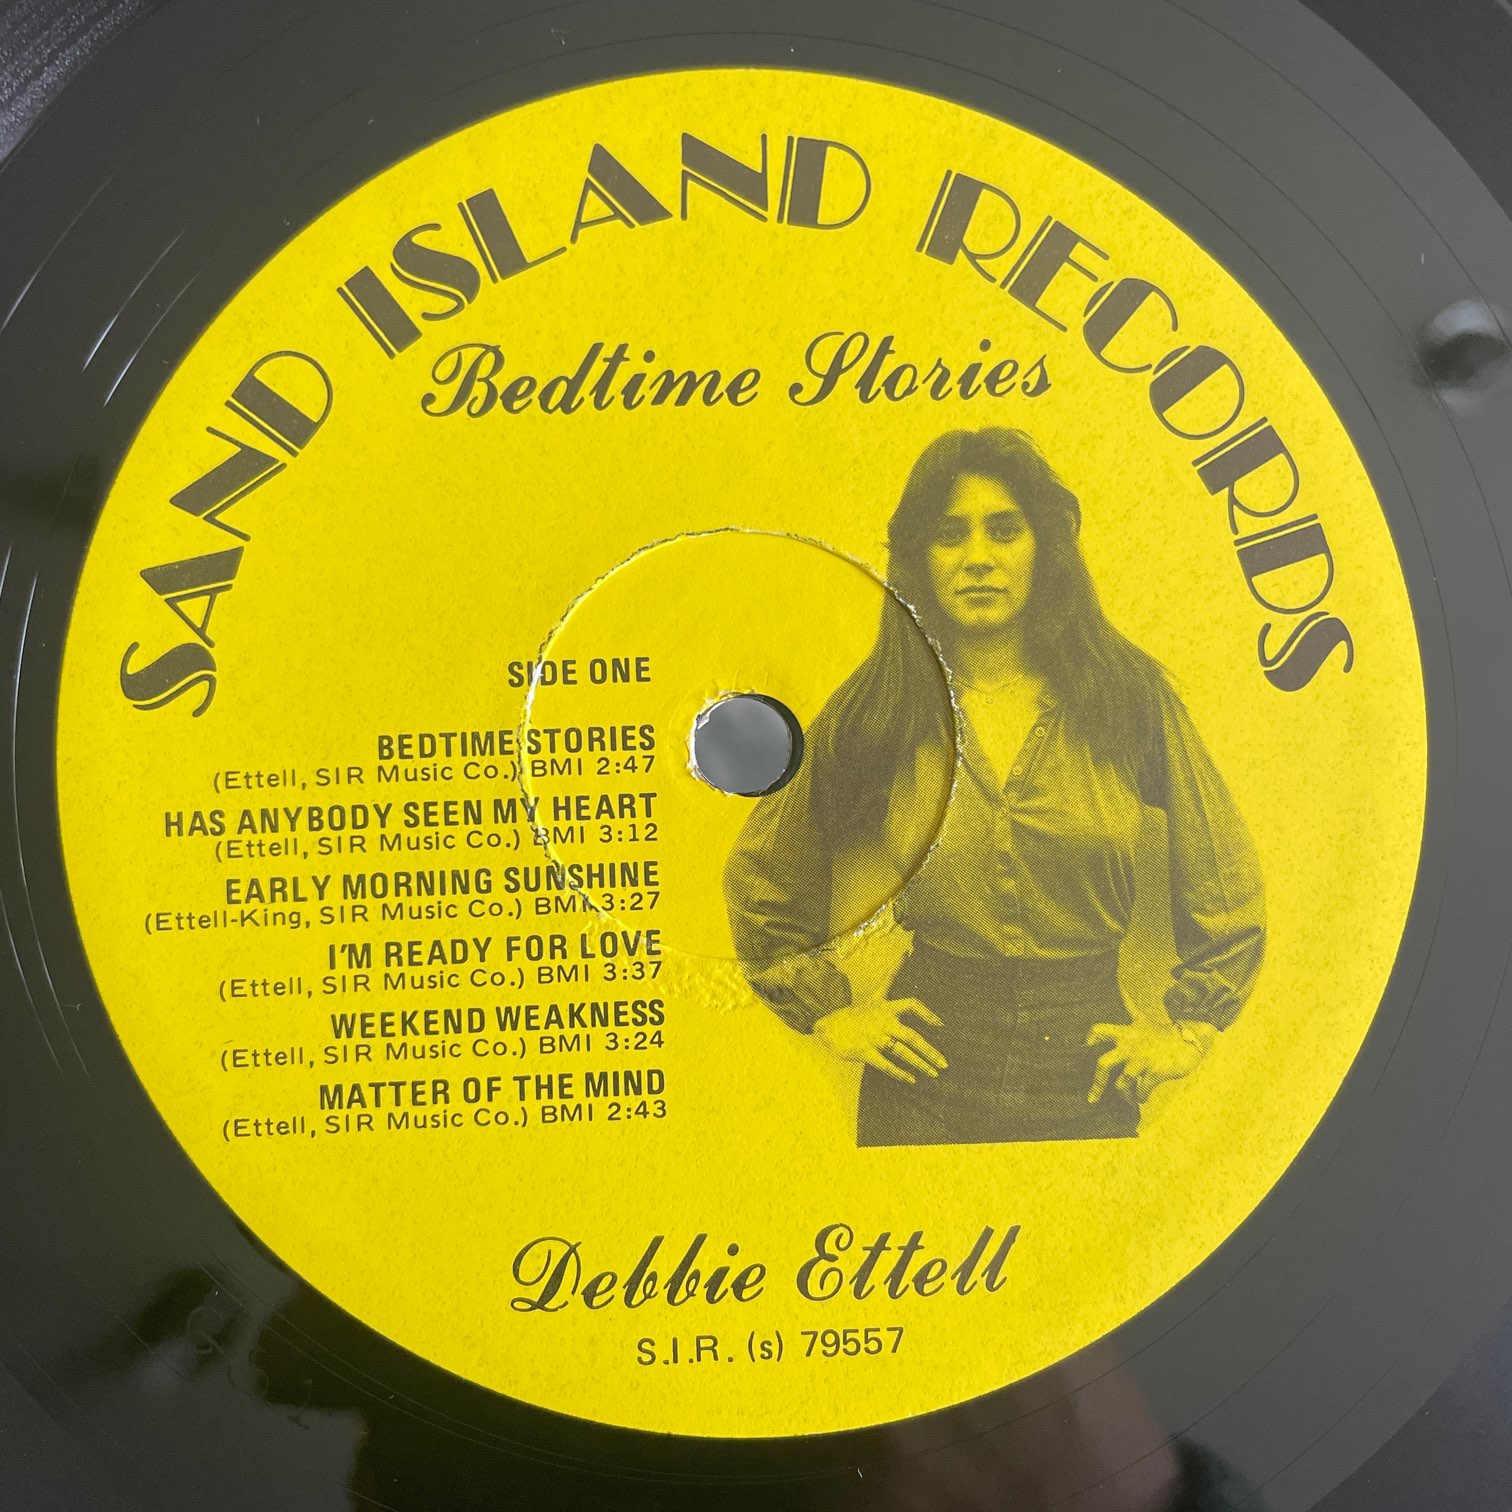 SAND ISLAND RECORDS
Bedtime Stories
SIDE ONE
BEDTIME STORIES
(Ettell, SIR Music Co.) BMI 2:47
HAS ANYBODY SEEN MY HEART
(Ettell, SIR Music Co.) BMI 3:12
EARLY MORNING SUNSHINE
(Ettell-King, SIR Music Co.) BMI 3:27
I'M READY FOR LOVE
(Ettell, SIR Music Co.) BMI 3:37
WEEKEND WEAKNESS
(Ettell, SIR Music Co.) BMI 3:24
MATTER OF THE MIND
(Ettell, SIR Music Co.) BMI 2:43
Debbie Ettell
S.I.R. (s) 79557